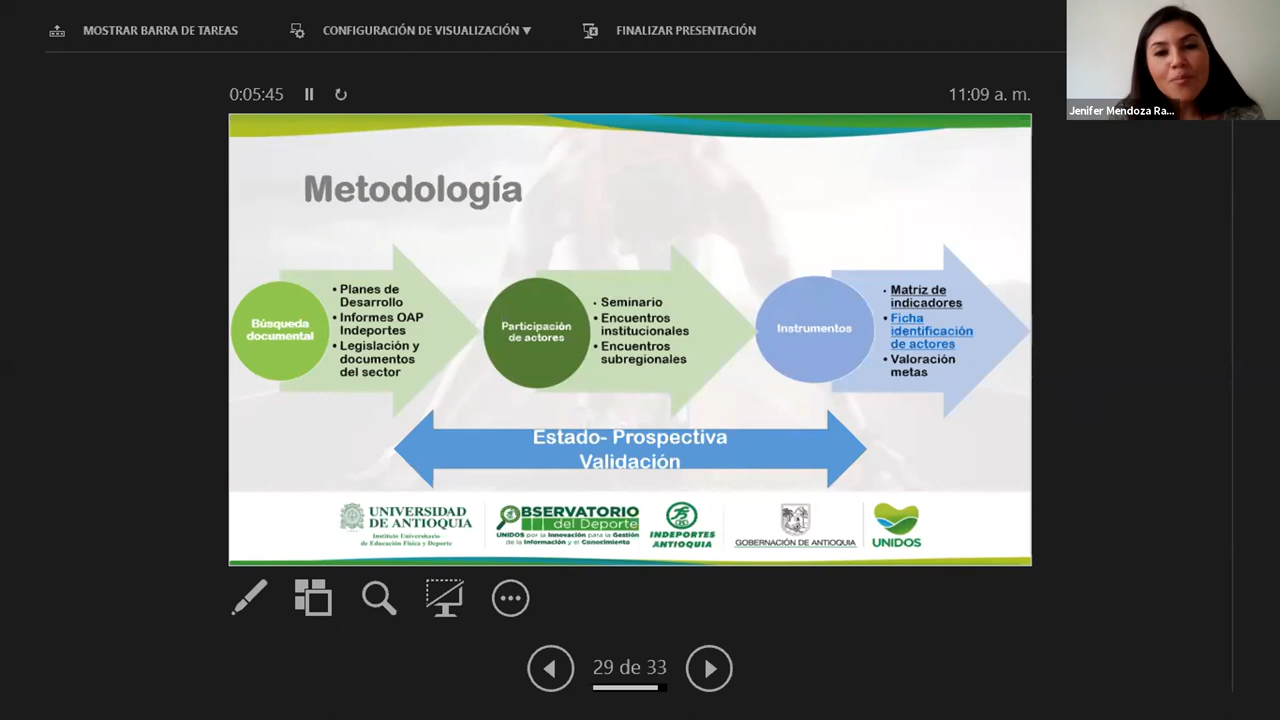 MOSTRAR BARRA DE TAREAS
CONFIGURACIÓN DE VISUALIZACIÓN ▼
FINALIZAR PRESENTACIÓN
Jenifer Mendoza Ra...
0:05:45
11:09 a. m.
Metodología
Búsqueda
documental
• Planes de
Desarrollo
• Informes OAP
Indeportes
• Legislación y
documentos
del sector
Participación
de actores
• Seminario
• Encuentros
institucionales
• Encuentros
subregionales
Instrumentos
• Matriz de
indicadores
• Ficha
identificación
de actores
• Valoración
metas
Estado- Prospectiva
Validación
UNIVERSIDAD
DE ANTIOQUIA
Instituto Universitario
de Educación Física y Deporte
OBSERVATORIO
del Deporte
UNIDOS por la Innovación para la Gestión
de la Información y el Conocimiento
INDEPORTES
ANTIOQUIA
GOBERNACIÓN DE ANTIOQUIA
UNIDOS
29 de 33